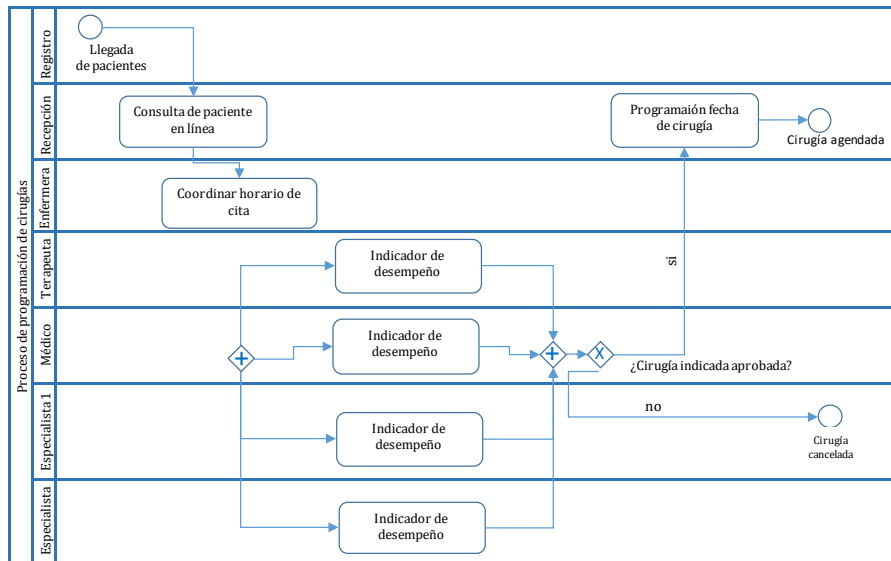 Proceso de programación de cirugías
Registro
Llegada
de pacientes
Recepción
Consulta de paciente
en línea
Programaión fecha
de cirugía
Cirugía agendada
Enfermera
Coordinar horario de
cita
Terapeuta
Indicador de
desempeño
si
Médico
Indicador de
desempeño
¿Cirugía indicada aprobada?
Especialista 1
Indicador de
desempeño
no
Cirugía
cancelada
Especialista
Indicador de
desempeño